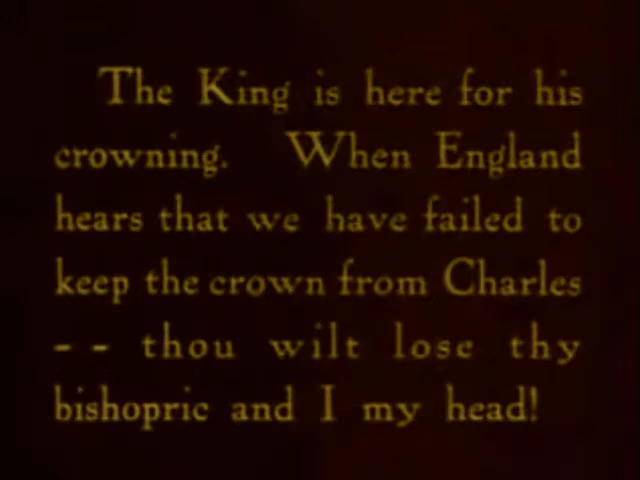 The King is here for his
crowning. When England
hears that we have failed to
keep the crown from Charles
-- thou wilt lose thy
bishopric and I my head!